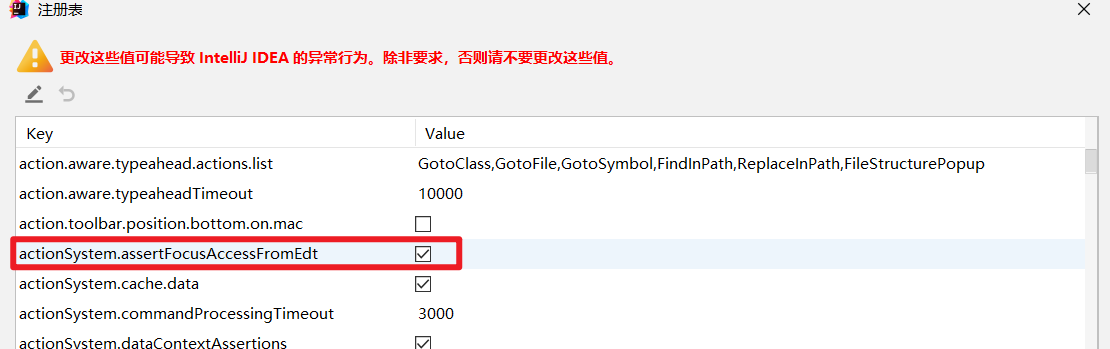 注册表
更改这些值可能导致 IntelliJ IDEA 的异常行为。除非要求，否则请不要更改这些值。
Key Value
action.aware.typeahead.actions.list GotoClass,GotoFile,GotoSymbol,FindInPath,ReplaceInPath,FileStructurePopup
action.aware.typeaheadTimeout 10000
action.toolbar.position.bottom.on.mac
actionSystem.assertFocusAccessFromEdt
actionSystem.cache.data
actionSystem.commandProcessingTimeout 3000
actionSystem.dataContextAssertions